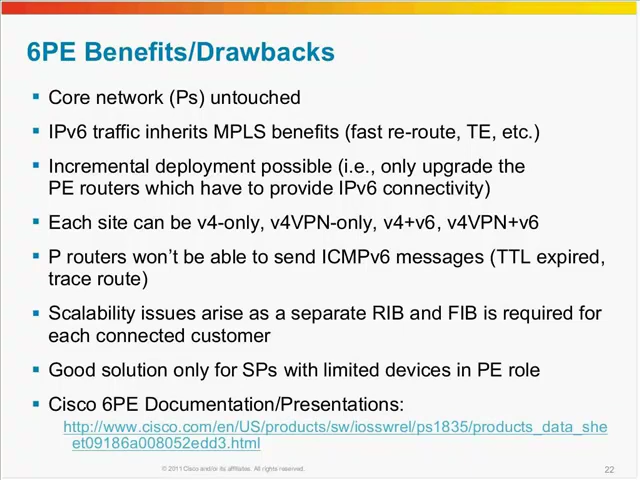 6PE Benefits/Drawbacks
Core network (Ps) untouched
IPv6 traffic inherits MPLS benefits (fast re-route, TE, etc.)
Incremental deployment possible (i.e., only upgrade the
PE routers which have to provide IPv6 connectivity)
Each site can be v4-only, v4VPN-only, v4+v6, v4VPN+v6
P routers won't be able to send ICMPv6 messages (TTL expired,
trace route)
Scalability issues arise as a separate RIB and FIB is required for
each connected customer
Good solution only for SPs with limited devices in PE role
Cisco 6PE Documentation/Presentations:
http://www.cisco.com/en/US/products/sw/iosswrel/ps1835/products_data_she
et09186a008052edd3.html
© 2011 Cisco and/or its affiliates. All rights reserved.
22